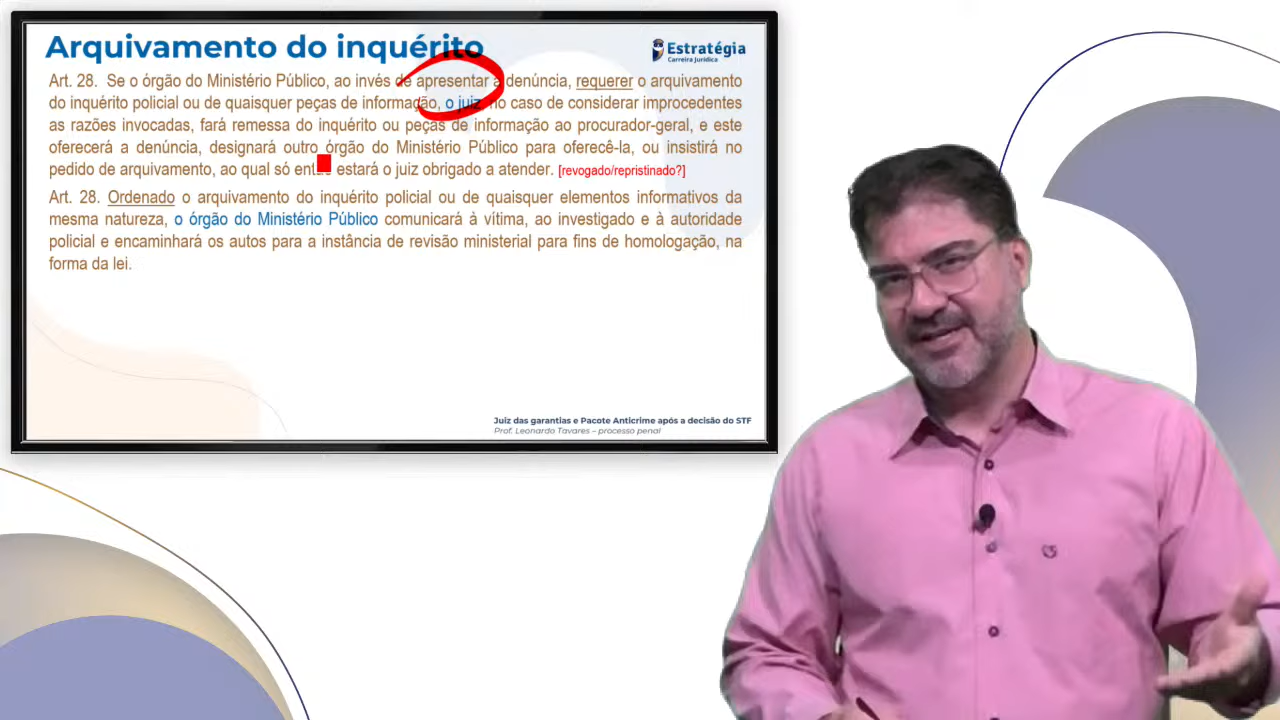 Arquivamento do inquérito
Estratégia
Carreira Jurídica
Art. 28. Se o órgão do Ministério Público, ao invés de apresentar a denúncia, requerer o arquivamento
do inquérito policial ou de quaisquer peças de informação, o juiz, no caso de considerar improcedentes
as razões invocadas, fará remessa do inquérito ou peças de informação ao procurador-geral, e este
oferecerá a denúncia, designará outro órgão do Ministério Público para oferecê-la, ou insistirá no
pedido de arquivamento, ao qual só estará o juiz obrigado a atender. [revogado/repristinado?]
Art. 28. Ordenado o arquivamento do inquérito policial ou de quaisquer elementos informativos da
mesma natureza, o órgão do Ministério Público comunicará à vítima, ao investigado e à autoridade
policial e encaminhará os autos para a instância de revisão ministerial para fins de homologação, na
forma da lei.
Juiz das garantias e Pacote Anticrime após a decisão do STF
Prof. Leonardo Tavares – processo penal